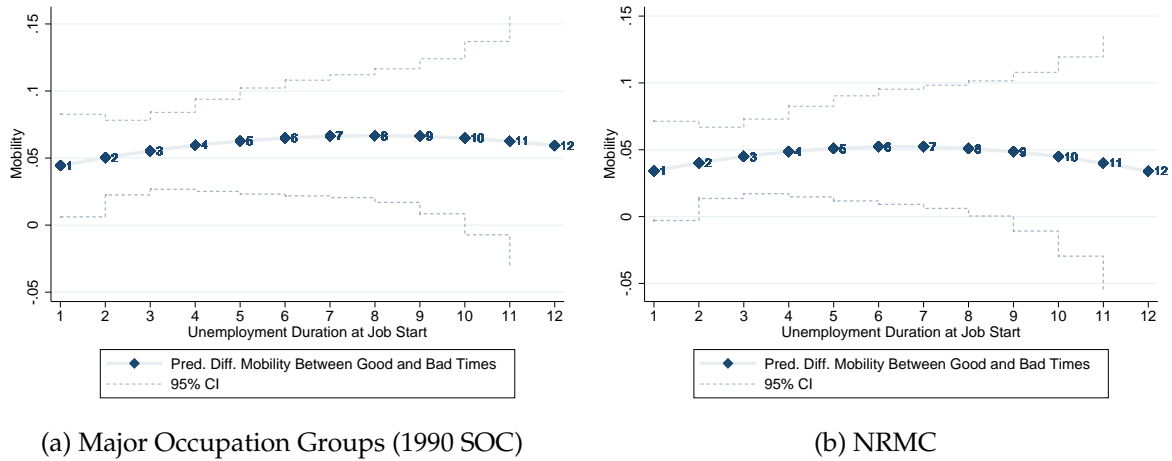 .15
.1
.05
0
-.05
Mobility
1 2 3 4 5 6 7 8 9 10 11 12
1 2 3 4 5 6 7 8 9 10 11 12
Unemployment Duration at Job Start
Pred. Diff. Mobility Between Good and Bad Times
95% CI
(a) Major Occupation Groups (1990 SOC)
.15
.1
.05
0
-.05
Mobility
1 2 3 4 5 6 7 8 9 10 11 12
1 2 3 4 5 6 7 8 9 10 11 12
Unemployment Duration at Job Start
Pred. Diff. Mobility Between Good and Bad Times
95% CI
(b) NRMC